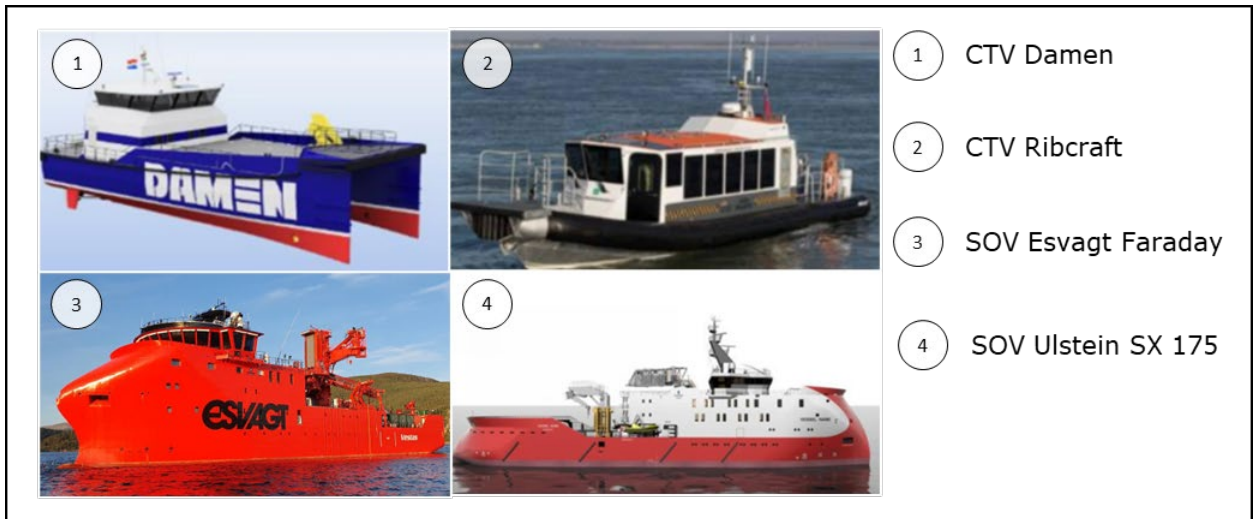 1
DAMEN
2
3
ESVAGT
4
1 CTV Damen
2 CTV Ribcraft
3 SOV Esvagt Faraday
4 SOV Ulstein SX 175